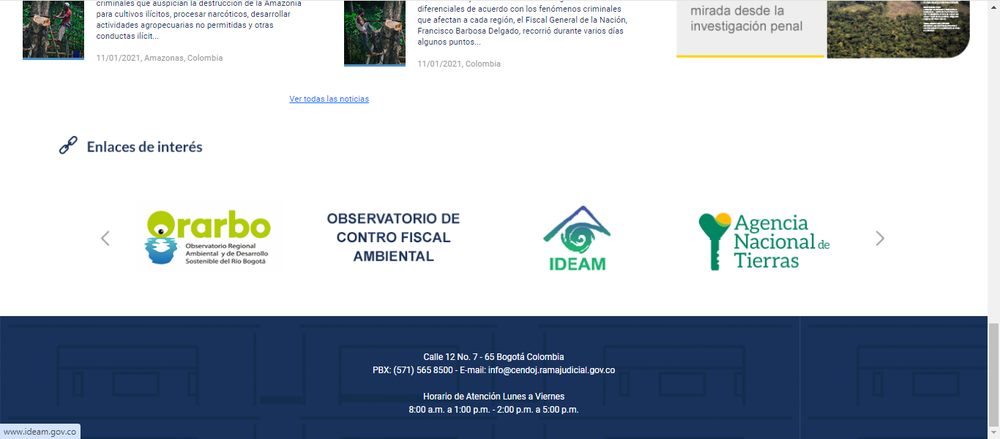 criminales que auspician la destrucción de la Amazonía
para cultivos ilícitos, procesar narcóticos, desarrollar
actividades agropecuarias no permitidas y otras
conductas ilícit...
11/01/2021, Amazonas, Colombia
diferenciales de acuerdo con los fenómenos criminales
que afectan a cada región, el Fiscal General de la Nación,
Francisco Barbosa Delgado, recorrió durante varios días
algunos puntos...
11/01/2021, Colombia
mirada desde la
investigación penal
Ver todas las noticias
Enlaces de interés
Orarbo
Observatorio Regional
Ambiental y de Desarrollo
Sostenible del Río Bogotá
OBSERVATORIO DE
CONTRO FISCAL
AMBIENTAL
IDEAM
Agencia
Nacional de
Tierras
Calle 12 No. 7 - 65 Bogotá Colombia
PBX: (571) 565 8500 - E-mail: info@cendoj.ramajudicial.gov.co
Horario de Atención Lunes a Viernes
8:00 a.m. a 1:00 p.m. - 2:00 p.m. a 5:00 p.m.
www.ideam.gov.co